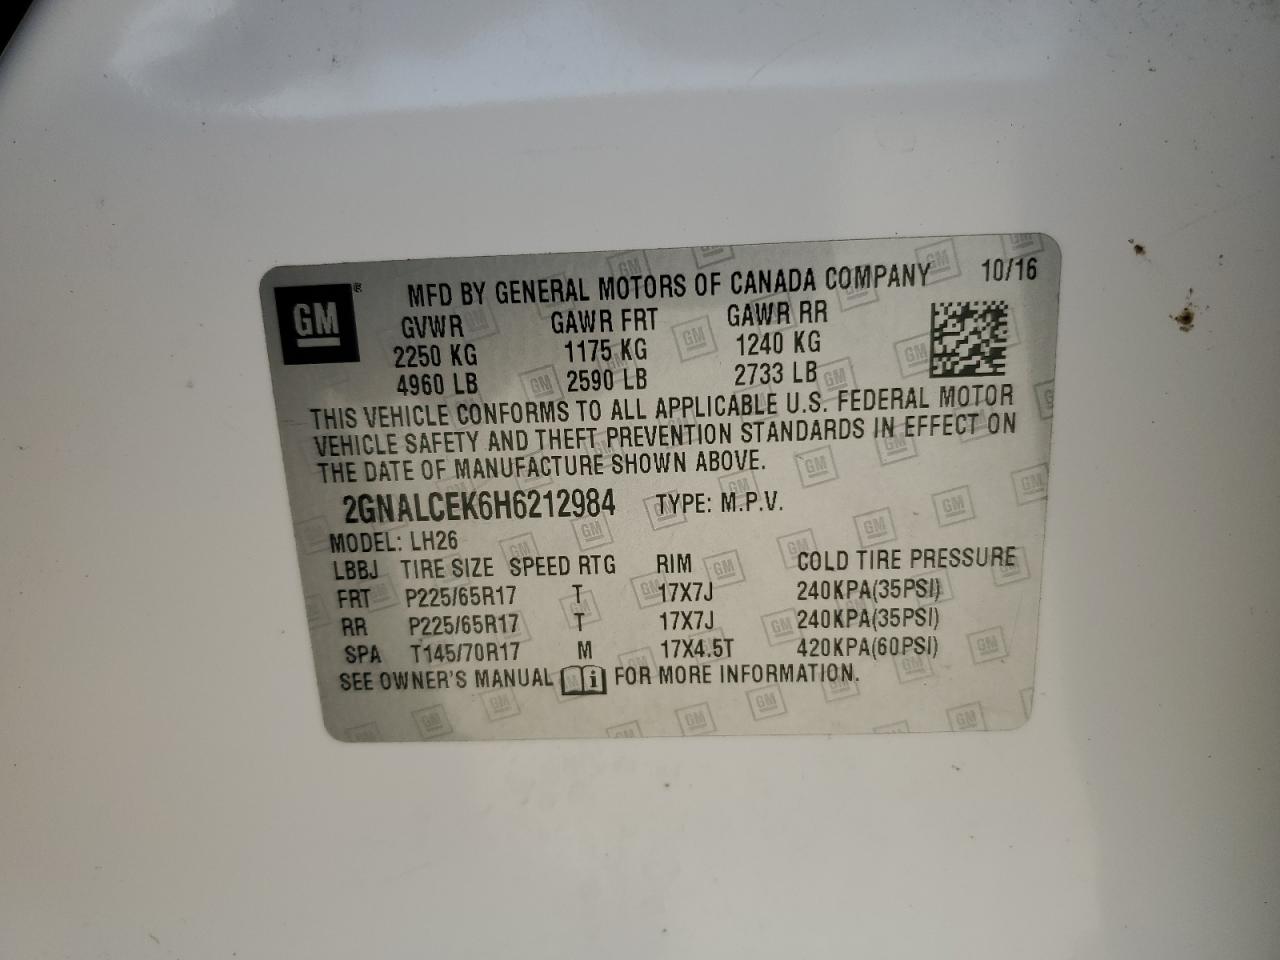 GM ® MFD BY GENERAL MOTORS OF CANADA COMPANY 10/16
GVWR GAWR FRT GAWR RR
2250 KG 1175 KG 1240 KG
4960 LB 2590 LB 2733 LB
THIS VEHICLE CONFORMS TO ALL APPLICABLE U.S. FEDERAL MOTOR
VEHICLE SAFETY AND THEFT PREVENTION STANDARDS IN EFFECT ON
THE DATE OF MANUFACTURE SHOWN ABOVE.
2GNALCEK6H6212984 TYPE: M.P.V.
MODEL: LH26
LBBJ TIRE SIZE SPEED RTG RIM COLD TIRE PRESSURE
FRT P225/65R17 T 17X7J 240KPA(35PSI)
RR P225/65R17 T 17X7J 240KPA(35PSI)
SPA T145/70R17 M 17X4.5T 420KPA(60PSI)
SEE OWNER'S MANUAL i FOR MORE INFORMATION.